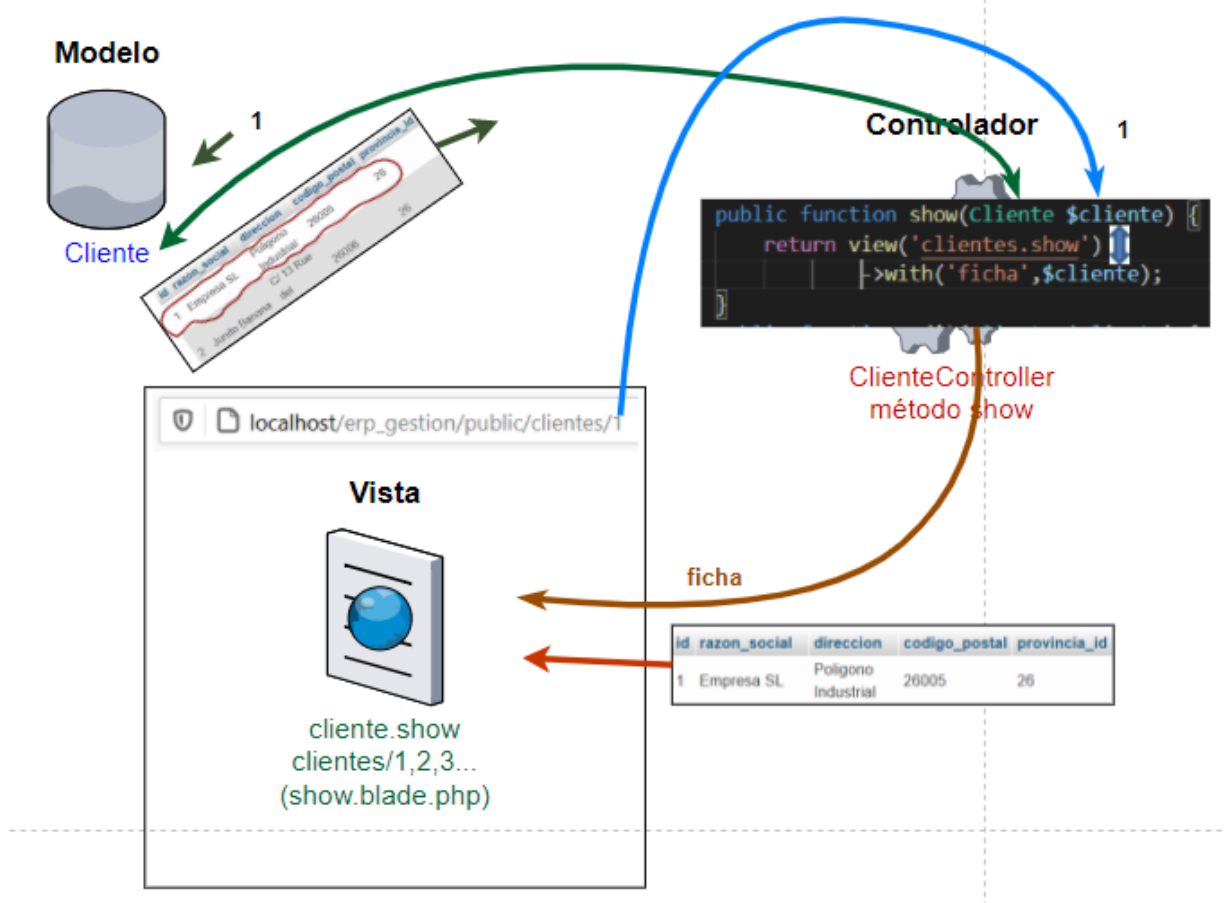 Modelo
1
Cliente
id razon_social direccion codigo_postal provincia_id
1 Empresa SL Poligono Industrial 26005 26
2 Jundo Banana C/ 13 Rue del 26006 26
Controlador
1
public function show(Cliente $cliente) {
return view('clientes.show')
->with('ficha',$cliente);
}
ClienteController
método show
localhost/erp_gestion/public/clientes/1
Vista
cliente.show
clientes/1,2,3...
(show.blade.php)
ficha
id razon_social direccion codigo_postal provincia_id
1 Empresa SL Poligono Industrial 26005 26